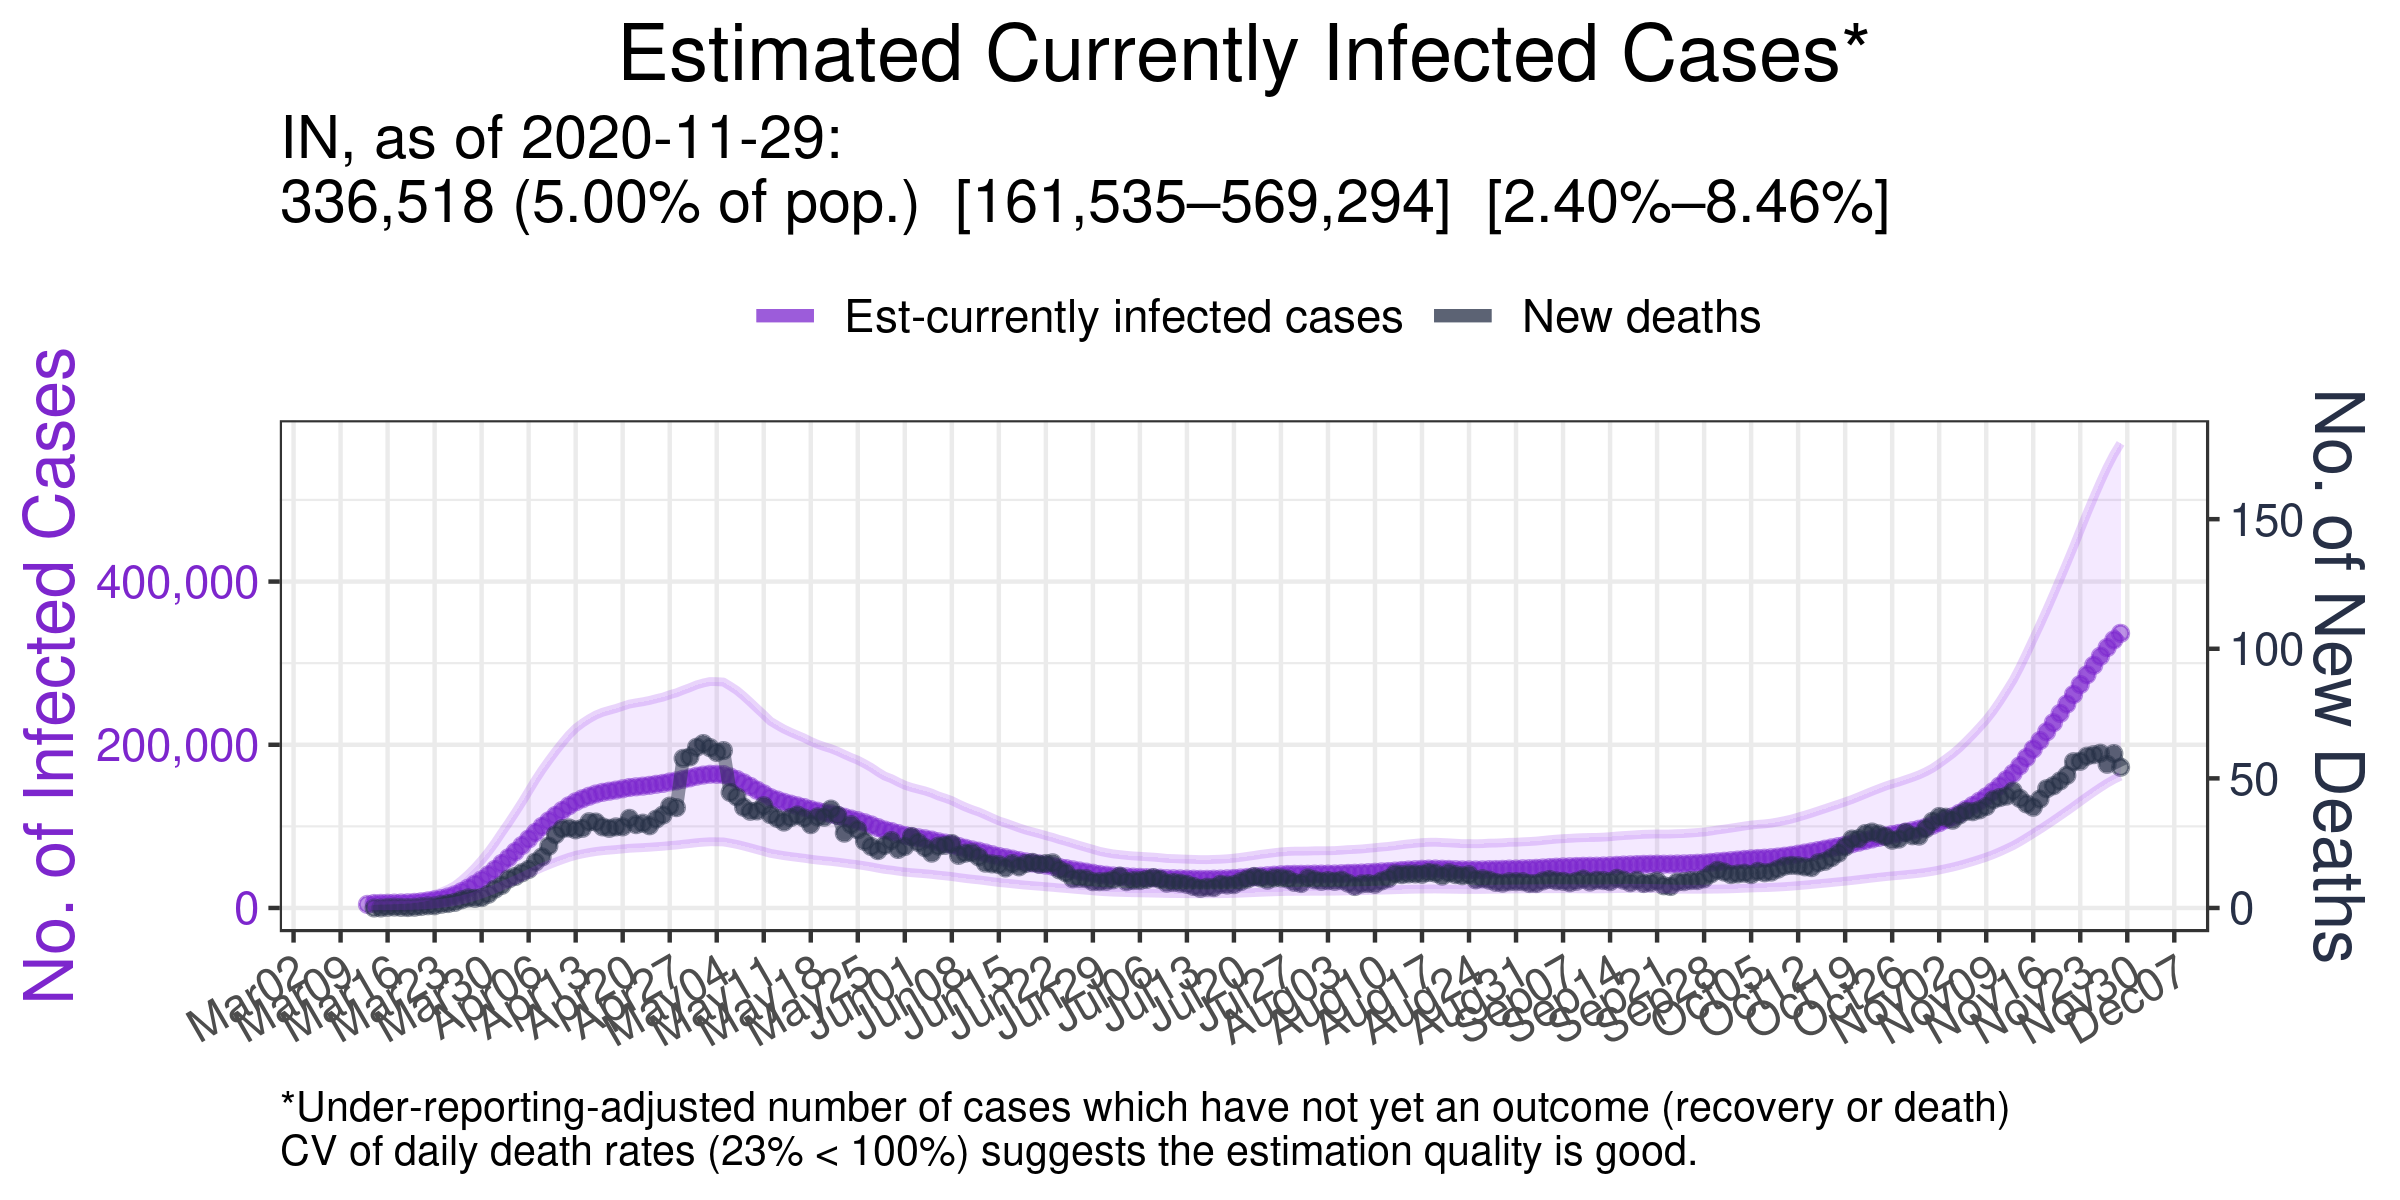 Estimated Currently Infected Cases*
IN, as of 2020-11-29:
336,518 (5.00% of pop.) [161,535–569,294] [2.40%–8.46%]
Est-currently infected cases
New deaths
No. of Infected Cases
400,000
200,000
0
150
100
50
0
No. of New Deaths
Mar02
Mar09
Mar16
Mar23
Mar30
Apr06
Apr13
Apr20
Apr27
May04
May11
May18
May25
Jun01
Jun08
Jun15
Jun22
Jun29
Jul06
Jul13
Jul20
Jul27
Aug03
Aug10
Aug17
Aug24
Aug31
Sep07
Sep14
Sep21
Sep28
Oct05
Oct12
Oct19
Oct26
Nov02
Nov09
Nov16
Nov23
Nov30
Dec07
*Under-reporting-adjusted number of cases which have not yet an outcome (recovery or death)
CV of daily death rates (23% < 100%) suggests the estimation quality is good.